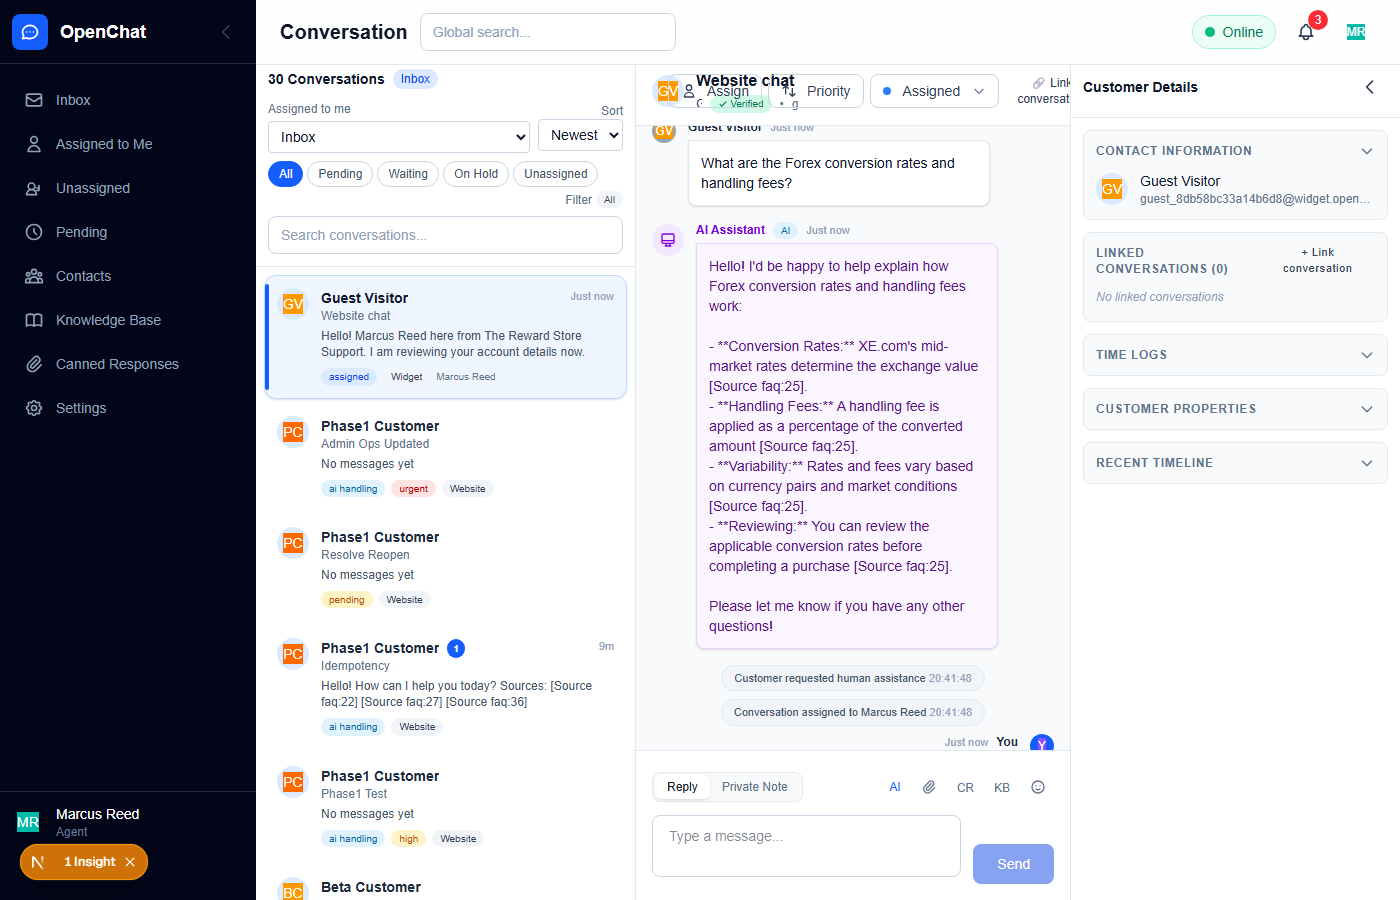 OpenChat
Inbox
Assigned to Me
Unassigned
Pending
Contacts
Knowledge Base
Canned Responses
Settings
MR
Marcus Reed
Agent
1 Insight
Conversation
Global search...
Online
3
MR
30 Conversations
Inbox
Assigned to me
Sort
Inbox
Newest
All
Pending
Waiting
On Hold
Unassigned
Filter
All
Search conversations...
GV
Guest Visitor
Just now
Website chat
Hello! Marcus Reed here from The Reward Store
Support. I am reviewing your account details now.
assigned
Widget
Marcus Reed
PC
Phase1 Customer
Admin Ops Updated
No messages yet
ai handling
urgent
Website
PC
Phase1 Customer
Resolve Reopen
No messages yet
pending
Website
PC
Phase1 Customer
1
9m
Idempotency
Hello! How can I help you today? Sources: [Source
faq:22] [Source faq:27] [Source faq:36]
ai handling
Website
PC
Phase1 Customer
Phase1 Test
No messages yet
ai handling
high
Website
BC
Beta Customer
GV
Website chat
Verified
Assign
Priority
Assigned
Link
conversat
GV
Guest Visitor
Just now
What are the Forex conversion rates and
handling fees?
AI Assistant
AI
Just now
Hello! I'd be happy to help explain how
Forex conversion rates and handling fees
work:
- **Conversion Rates:** XE.com's mid-
market rates determine the exchange value
[Source faq:25].
- **Handling Fees:** A handling fee is
applied as a percentage of the converted
amount [Source faq:25].
- **Variability:** Rates and fees vary based
on currency pairs and market conditions
[Source faq:25].
- **Reviewing:** You can review the
applicable conversion rates before
completing a purchase [Source faq:25].
Please let me know if you have any other
questions!
Customer requested human assistance 20:41:48
Conversation assigned to Marcus Reed 20:41:48
Just now
You
Y
Reply
Private Note
AI
CR
KB
Type a message...
Send
Customer Details
CONTACT INFORMATION
GV
Guest Visitor
guest_8db58bc33a14b6d8@widget.open...
LINKED
CONVERSATIONS (0)
+ Link
conversation
No linked conversations
TIME LOGS
CUSTOMER PROPERTIES
RECENT TIMELINE